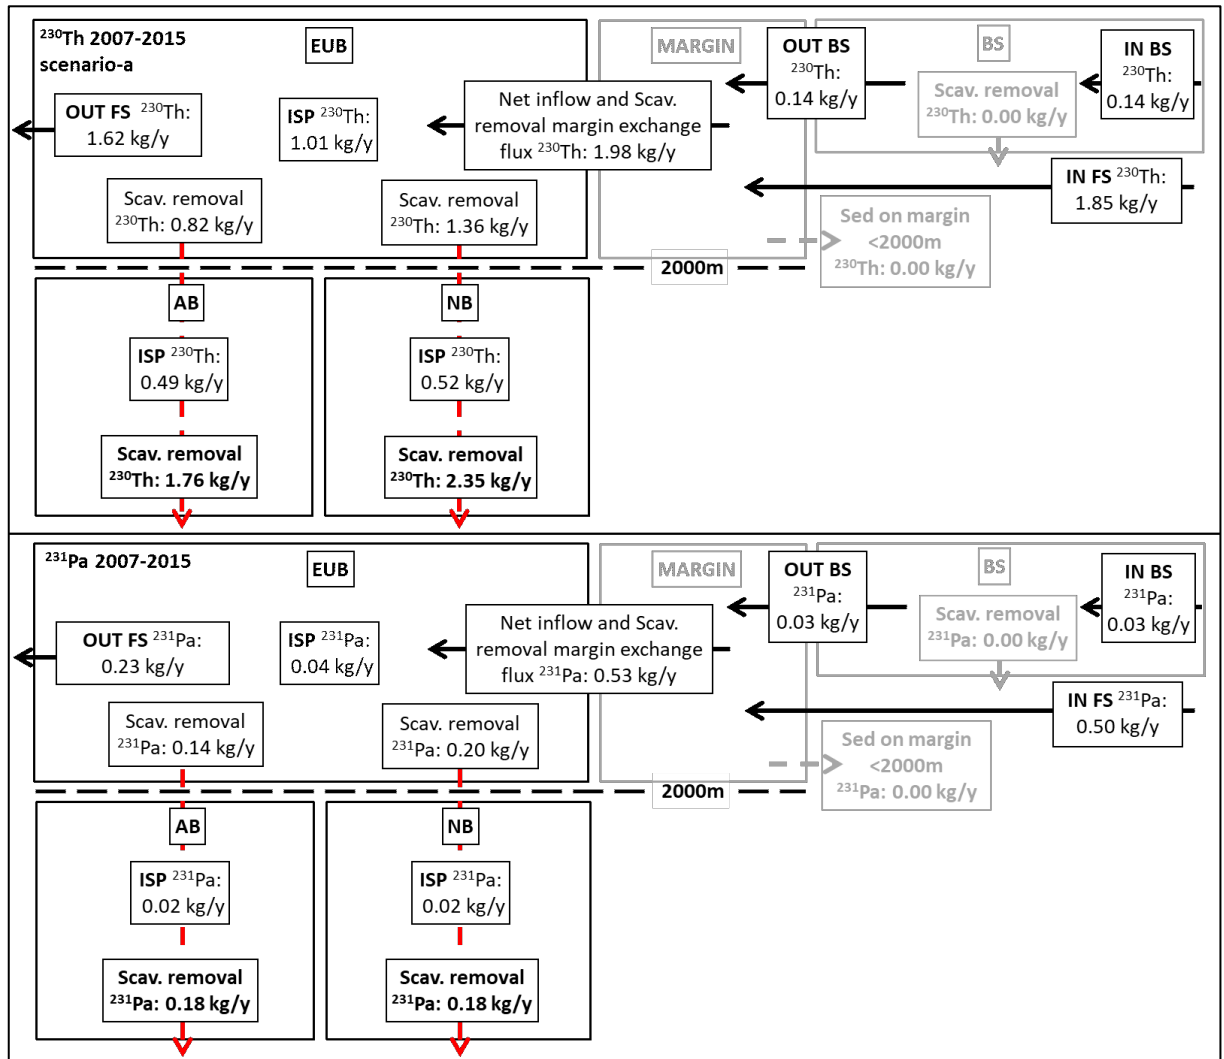 ²³⁰Th 2007-2015
scenario-a
EUB
MARGIN
BS
OUT BS
²³⁰Th:
0.14 kg/y
IN BS
²³⁰Th:
0.14 kg/y
Scav. removal
²³⁰Th: 0.00 kg/y
OUT FS ²³⁰Th:
1.62 kg/y
ISP ²³⁰Th:
1.01 kg/y
Net inflow and Scav.
removal margin exchange
flux ²³⁰Th: 1.98 kg/y
IN FS ²³⁰Th:
1.85 kg/y
Scav. removal
²³⁰Th: 0.82 kg/y
Scav. removal
²³⁰Th: 1.36 kg/y
Sed on margin
<2000m
²³⁰Th: 0.00 kg/y
2000m
AB
NB
ISP ²³⁰Th:
0.49 kg/y
ISP ²³⁰Th:
0.52 kg/y
Scav. removal
²³⁰Th: 1.76 kg/y
Scav. removal
²³⁰Th: 2.35 kg/y
²³¹Pa 2007-2015
EUB
MARGIN
BS
OUT BS
²³¹Pa:
0.03 kg/y
IN BS
²³¹Pa:
0.03 kg/y
Scav. removal
²³¹Pa: 0.00 kg/y
OUT FS ²³¹Pa:
0.23 kg/y
ISP ²³¹Pa:
0.04 kg/y
Net inflow and Scav.
removal margin exchange
flux ²³¹Pa: 0.53 kg/y
IN FS ²³¹Pa:
0.50 kg/y
Scav. removal
²³¹Pa: 0.14 kg/y
Scav. removal
²³¹Pa: 0.20 kg/y
Sed on margin
<2000m
²³¹Pa: 0.00 kg/y
2000m
AB
NB
ISP ²³¹Pa:
0.02 kg/y
ISP ²³¹Pa:
0.02 kg/y
Scav. removal
²³¹Pa: 0.18 kg/y
Scav. removal
²³¹Pa: 0.18 kg/y